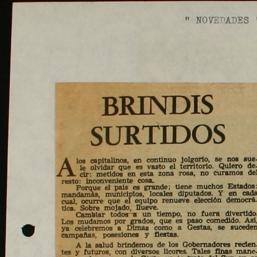 " NOVEDADES "
BRINDIS
SURTIDOS
A los capitalinos, en continuo jolgorio, se nos sue-
le olvidar que es vasto el territorio. Quiero de-
cir: metidos en esta zona rosa, no curamos del
resto: inconveniente cosa.
Porque el país es grande; tiene muchos Estados:
mandamás, municipios, locales diputados. Y en cada
cual, ocurre que el equipo renueve elección democrá-
tica. Sobre mojado, llueve.
Cambiar todos a un tiempo, no fuera divertido.
Los mudamos por grados, que es paso comedido. Así,
ya celebremos a Dimas como a Gestas, se suceden
campañas, posesiones y fiestas.
A la salud brindemos de los Gobernadores recien-
tes y futuros, con diversos licores. Tales finas mane-